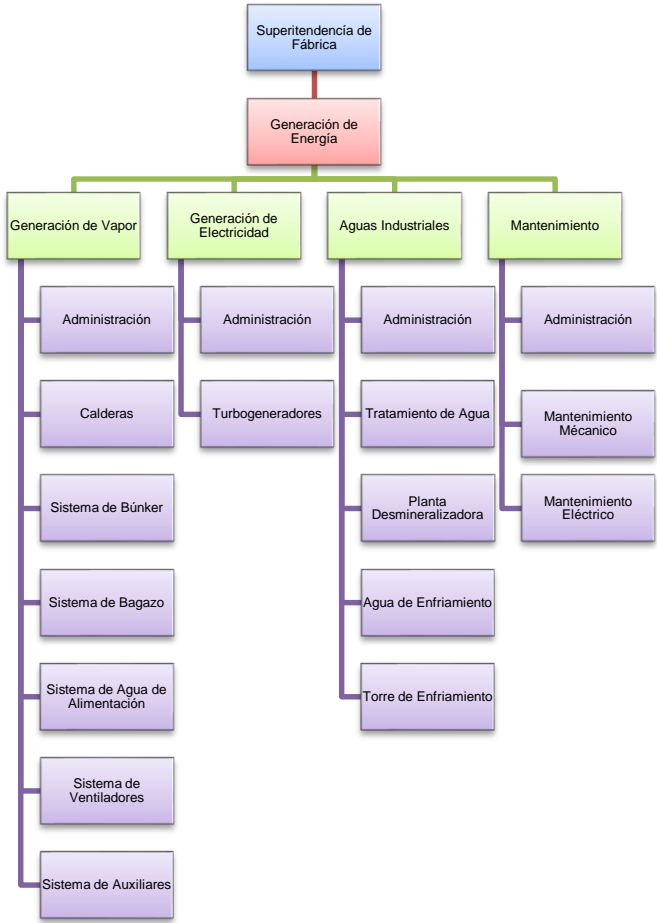 Superitendencía de
Fábrica
Generación de
Energía
Generación de Vapor
Generación de
Electricidad
Aguas Industriales
Mantenimiento
Administración
Administración
Administración
Administración
Calderas
Turbogeneradores
Tratamiento de Agua
Mantenimiento
Mécanico
Sistema de Búnker
Planta
Desmineralizadora
Mantenimiento
Eléctrico
Sistema de Bagazo
Agua de Enfriamiento
Sistema de Agua de
Alimentación
Torre de Enfriamiento
Sistema de
Ventiladores
Sistema de Auxiliares